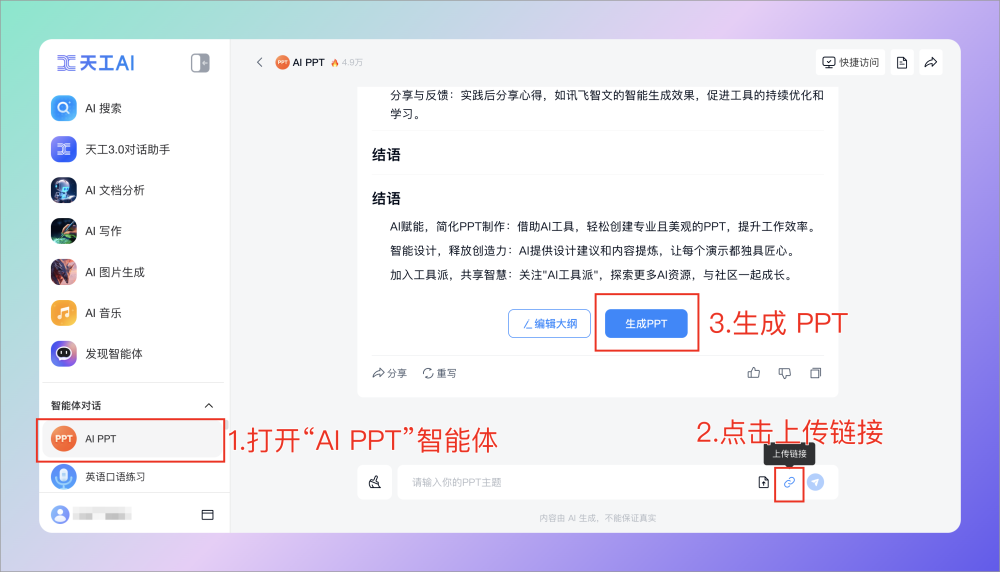 天工AI
AI 搜索
天工3.0对话助手
AI 文档分析
AI 写作
AI 图片生成
AI 音乐
发现智能体
智能体对话
PPT AI PPT
英语口语练习
1.打开“AI PPT”智能体
PPT AI PPT 4.9万
快捷访问
分享与反馈：实践后分享心得，如讯飞智文的智能生成效果，促进工具的持续优化和
学习。
结语
结语
AI赋能，简化PPT制作：借助AI工具，轻松创建专业且美观的PPT，提升工作效率。
智能设计，释放创造力：AI提供设计建议和内容提炼，让每个演示都独具匠心。
加入工具派，共享智慧：关注"AI工具派"，探索更多AI资源，与社区一起成长。
编辑大纲
生成PPT
3.生成 PPT
分享 重写
2.点击上传链接
上传链接
请输入你的PPT主题
内容由 AI 生成，不能保证真实